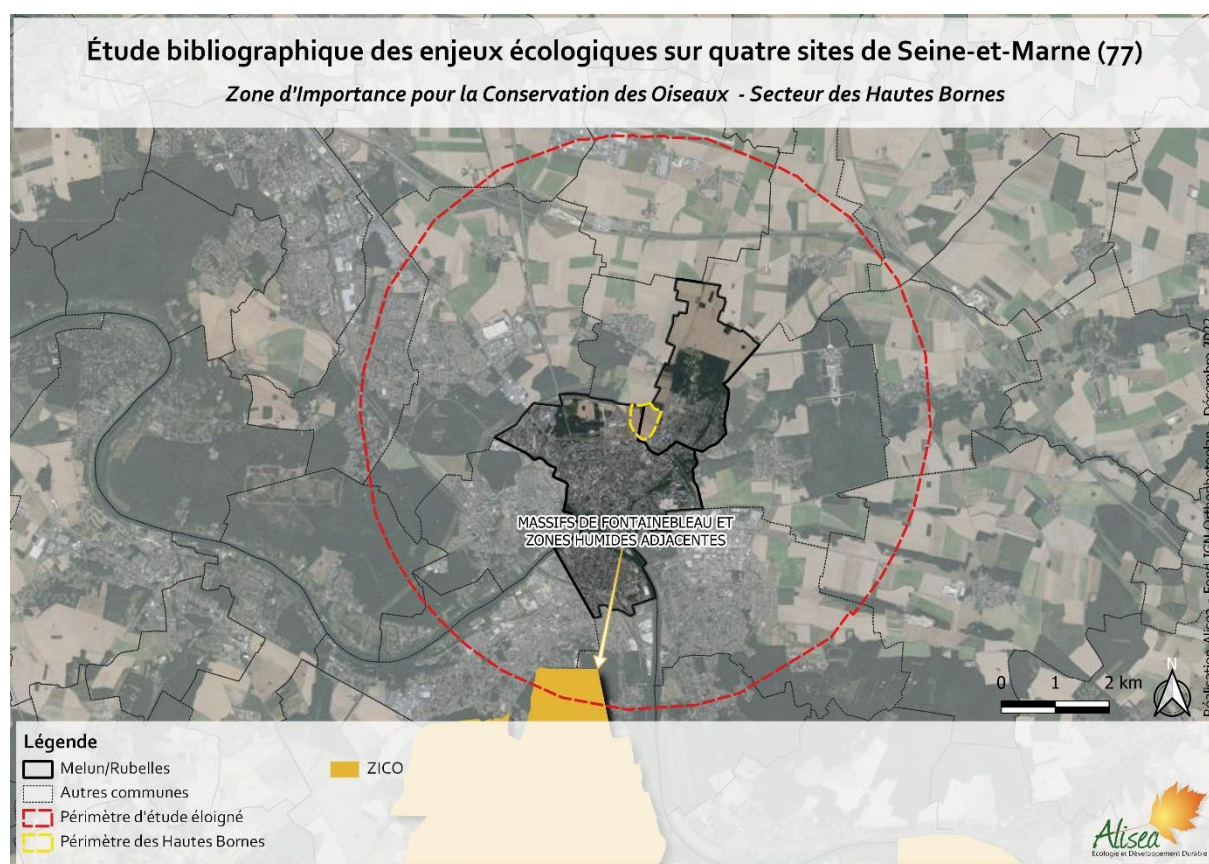 Étude bibliographique des enjeux écologiques sur quatre sites de Seine-et-Marne (77)
Zone d'Importance pour la Conservation des Oiseaux - Secteur des Hautes Bornes
MASSIFS DE FONTAINEBLEAU ET
ZONES HUMIDES ADJACENTES
N
0 1 2 km
Légende
Melun/Rubelles
Autres communes
Périmètre d'étude éloigné
Périmètre des Hautes Bornes
ZICO
Alisea
Ecologie et Développement Durable